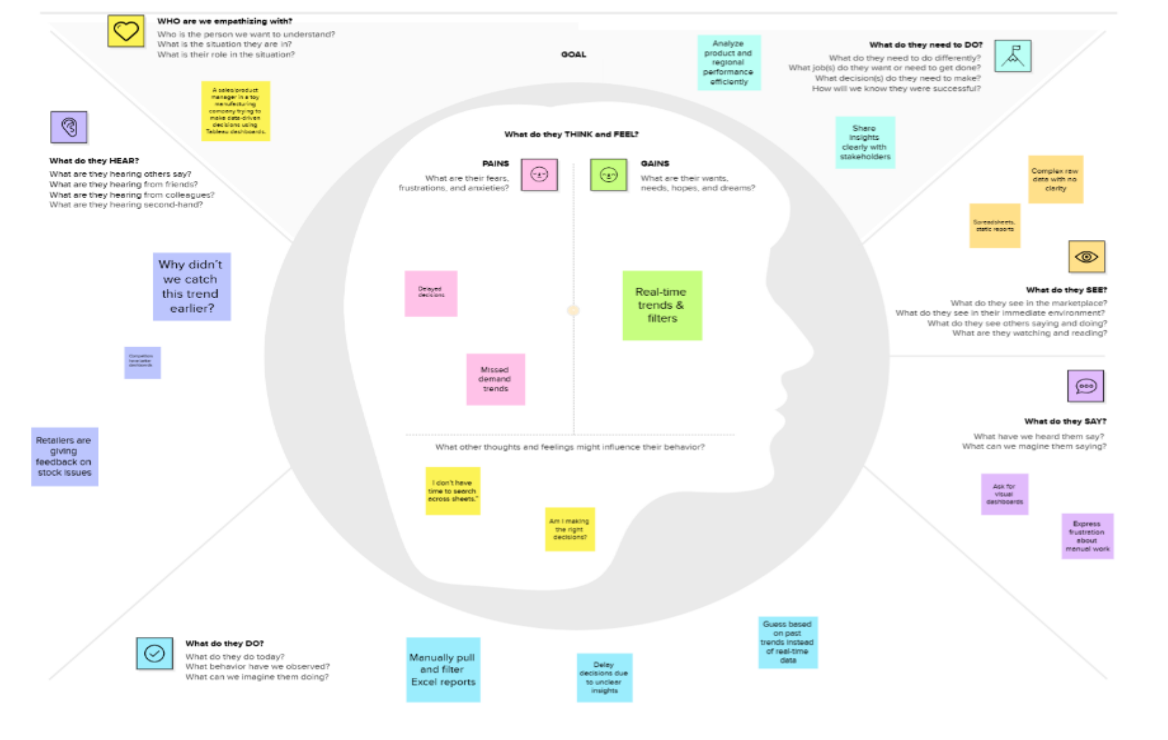 WHO are we empathizing with?
Who is the person we want to understand?
What is the situation they are in?
What is their role in the situation?
A sales/product
manager in a toy
manufacturing
company trying to
make data-driven
decisions using
Tableau dashboards.
GOAL
Analyze
product and
regional
performance
efficiently
What do they need to DO?
What do they need to do differently?
What job(s) do they want or need to get done?
What decision(s) do they need to make?
How will we know they were successful?
Share
insights
clearly with
stakeholders
What do they HEAR?
What are they hearing others say?
What are they hearing from friends?
What are they hearing from colleagues?
What are they hearing second-hand?
Why didn't
we catch
this trend
earlier?
Competitors
have better
dashboards
Retailers are
giving
feedback on
stock issues
What do they THINK and FEEL?
PAINS
What are their fears,
frustrations, and anxieties?
GAINS
What are their wants,
needs, hopes, and dreams?
Delayed
decisions
Missed
demand
trends
Real-time
trends &
filters
What other thoughts and feelings might influence their behavior?
I don't have
time to search
across sheets."
Am I making
the right
decisions?
Complex raw
data with no
clarity
Spreadsheets,
static reports
What do they SEE?
What do they see in the marketplace?
What do they see in their immediate environment?
What do they see others saying and doing?
What are they watching and reading?
What do they SAY?
What have we heard them say?
What can we magine them saying?
Ask for
visual
dashboards
Express
frustration
about
manual work
What do they DO?
What do they do today?
What behavior have we observed?
What can we imagine them doing?
Manually pull
and filter
Excel reports
Delay
decisions due
to unclear
insights
Guess based
on past
trends instead
of real-time
data